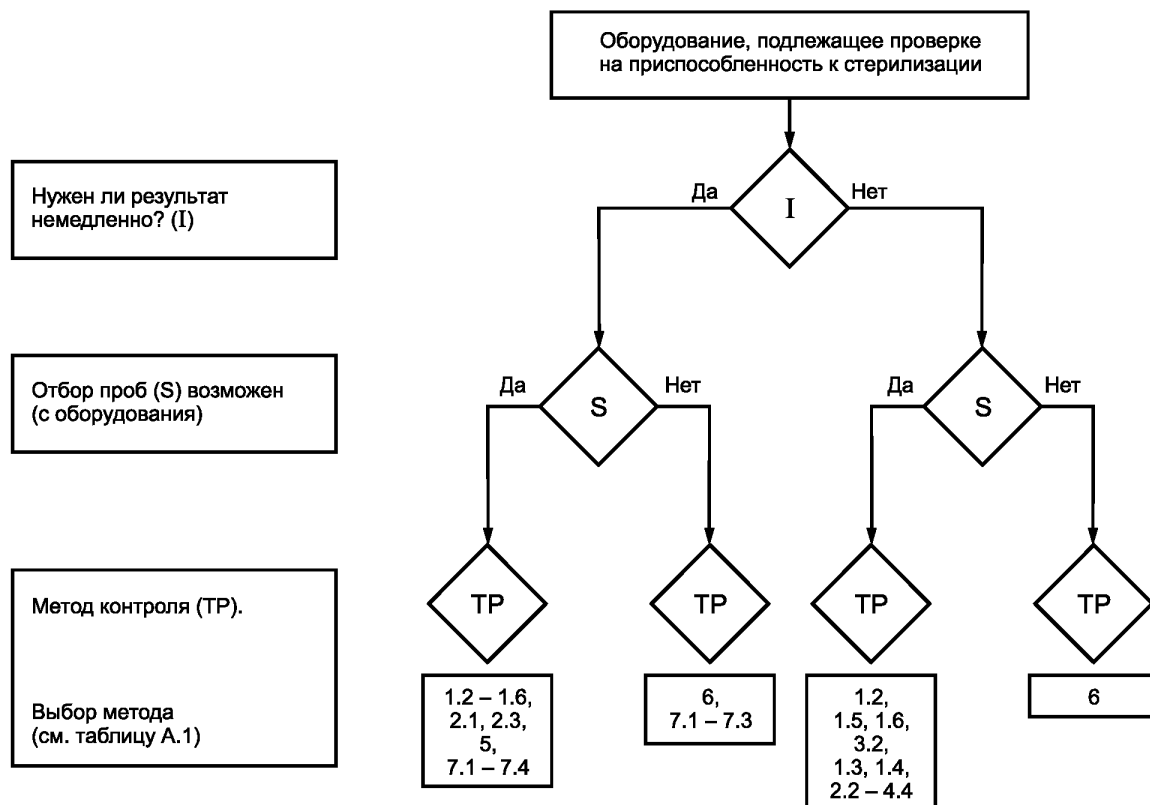 Оборудование, подлежащее проверке
на приспособленность к стерилизации
Нужен ли результат
немедленно? (I)
Да
I
Нет
Отбор проб (S) возможен
(с оборудования)
Да
S
Нет
Да
S
Нет
Метод контроля (ТР).
ТР
ТР
ТР
ТР
Выбор метода
(см. таблицу А.1)
1.2 – 1.6,
2.1, 2.3,
5,
7.1 – 7.4
6,
7.1 – 7.3
1.2,
1.5, 1.6,
3.2,
1.3, 1.4,
2.2 – 4.4
6